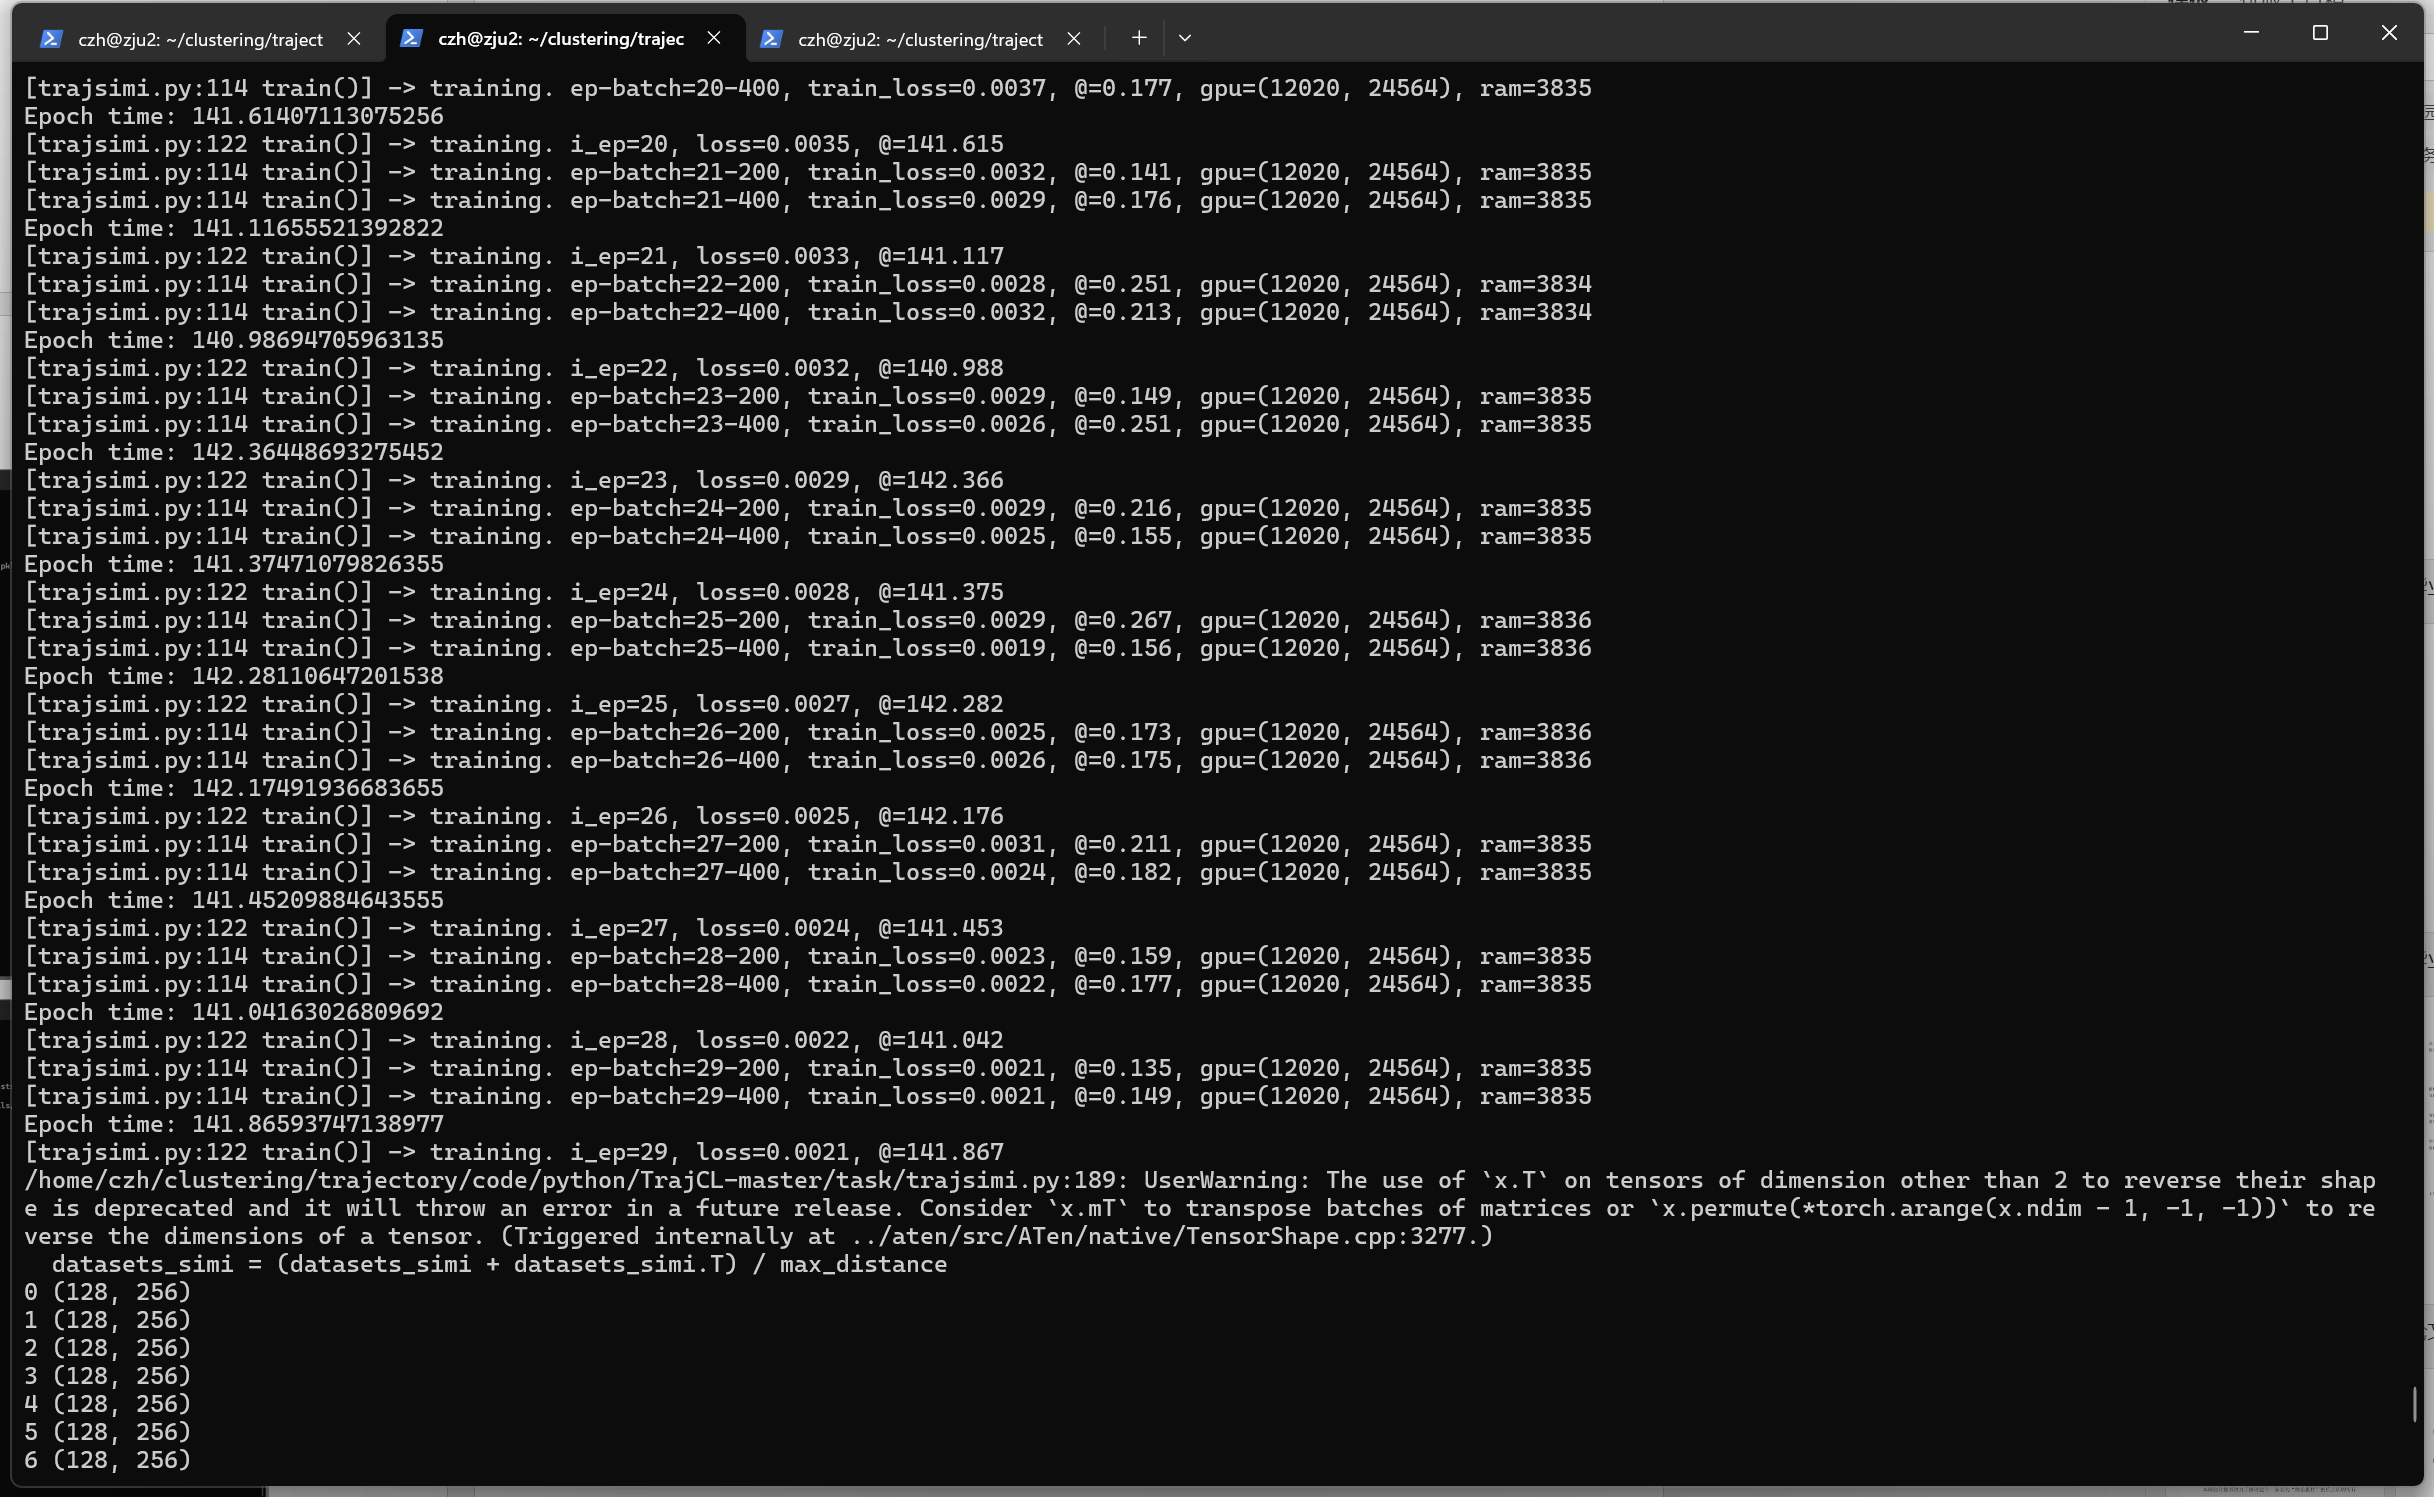 czh@zju2: ~/clustering/traject
czh@zju2: ~/clustering/trajec
czh@zju2: ~/clustering/traject
[trajsimi.py:114 train()] -> training. ep-batch=20-400, train_loss=0.0037, @=0.177, gpu=(12020, 24564), ram=3835
Epoch time: 141.61407113075256
[trajsimi.py:122 train()] -> training. i_ep=20, loss=0.0035, @=141.615
[trajsimi.py:114 train()] -> training. ep-batch=21-200, train_loss=0.0032, @=0.141, gpu=(12020, 24564), ram=3835
[trajsimi.py:114 train()] -> training. ep-batch=21-400, train_loss=0.0029, @=0.176, gpu=(12020, 24564), ram=3835
Epoch time: 141.11655521392822
[trajsimi.py:122 train()] -> training. i_ep=21, loss=0.0033, @=141.117
[trajsimi.py:114 train()] -> training. ep-batch=22-200, train_loss=0.0028, @=0.251, gpu=(12020, 24564), ram=3834
[trajsimi.py:114 train()] -> training. ep-batch=22-400, train_loss=0.0032, @=0.213, gpu=(12020, 24564), ram=3834
Epoch time: 140.98694705963135
[trajsimi.py:122 train()] -> training. i_ep=22, loss=0.0032, @=140.988
[trajsimi.py:114 train()] -> training. ep-batch=23-200, train_loss=0.0029, @=0.149, gpu=(12020, 24564), ram=3835
[trajsimi.py:114 train()] -> training. ep-batch=23-400, train_loss=0.0026, @=0.251, gpu=(12020, 24564), ram=3835
Epoch time: 142.36448693275452
[trajsimi.py:122 train()] -> training. i_ep=23, loss=0.0029, @=142.366
[trajsimi.py:114 train()] -> training. ep-batch=24-200, train_loss=0.0029, @=0.216, gpu=(12020, 24564), ram=3835
[trajsimi.py:114 train()] -> training. ep-batch=24-400, train_loss=0.0025, @=0.155, gpu=(12020, 24564), ram=3835
Epoch time: 141.37471079826355
[trajsimi.py:122 train()] -> training. i_ep=24, loss=0.0028, @=141.375
[trajsimi.py:114 train()] -> training. ep-batch=25-200, train_loss=0.0029, @=0.267, gpu=(12020, 24564), ram=3836
[trajsimi.py:114 train()] -> training. ep-batch=25-400, train_loss=0.0019, @=0.156, gpu=(12020, 24564), ram=3836
Epoch time: 142.28110647201538
[trajsimi.py:122 train()] -> training. i_ep=25, loss=0.0027, @=142.282
[trajsimi.py:114 train()] -> training. ep-batch=26-200, train_loss=0.0025, @=0.173, gpu=(12020, 24564), ram=3836
[trajsimi.py:114 train()] -> training. ep-batch=26-400, train_loss=0.0026, @=0.175, gpu=(12020, 24564), ram=3836
Epoch time: 142.17491936683655
[trajsimi.py:122 train()] -> training. i_ep=26, loss=0.0025, @=142.176
[trajsimi.py:114 train()] -> training. ep-batch=27-200, train_loss=0.0031, @=0.211, gpu=(12020, 24564), ram=3835
[trajsimi.py:114 train()] -> training. ep-batch=27-400, train_loss=0.0024, @=0.182, gpu=(12020, 24564), ram=3835
Epoch time: 141.45209884643555
[trajsimi.py:122 train()] -> training. i_ep=27, loss=0.0024, @=141.453
[trajsimi.py:114 train()] -> training. ep-batch=28-200, train_loss=0.0023, @=0.159, gpu=(12020, 24564), ram=3835
[trajsimi.py:114 train()] -> training. ep-batch=28-400, train_loss=0.0022, @=0.177, gpu=(12020, 24564), ram=3835
Epoch time: 141.04163026809692
[trajsimi.py:122 train()] -> training. i_ep=28, loss=0.0022, @=141.042
[trajsimi.py:114 train()] -> training. ep-batch=29-200, train_loss=0.0021, @=0.135, gpu=(12020, 24564), ram=3835
[trajsimi.py:114 train()] -> training. ep-batch=29-400, train_loss=0.0021, @=0.149, gpu=(12020, 24564), ram=3835
Epoch time: 141.86593747138977
[trajsimi.py:122 train()] -> training. i_ep=29, loss=0.0021, @=141.867
/home/czh/clustering/trajectory/code/python/TrajCL-master/task/trajsimi.py:189: UserWarning: The use of `x.T` on tensors of dimension other than 2 to reverse their shap
e is deprecated and it will throw an error in a future release. Consider `x.mT` to transpose batches of matrices or `x.permute(*torch.arange(x.ndim - 1, -1, -1))` to re
verse the dimensions of a tensor. (Triggered internally at ../aten/src/ATen/native/TensorShape.cpp:3277.)
  datasets_simi = (datasets_simi + datasets_simi.T) / max_distance
0 (128, 256)
1 (128, 256)
2 (128, 256)
3 (128, 256)
4 (128, 256)
5 (128, 256)
6 (128, 256)